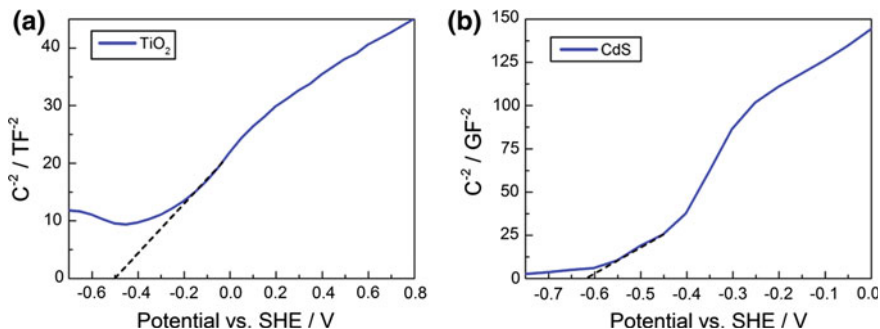 (a)
TiO₂
C⁻² / TF⁻²
40
30
20
10
0
-0.6 -0.4 -0.2 0.0 0.2 0.4 0.6 0.8
Potential vs. SHE / V
(b)
CdS
C⁻² / GF⁻²
150
125
100
75
50
25
0
-0.7 -0.6 -0.5 -0.4 -0.3 -0.2 -0.1 0.0
Potential vs. SHE / V